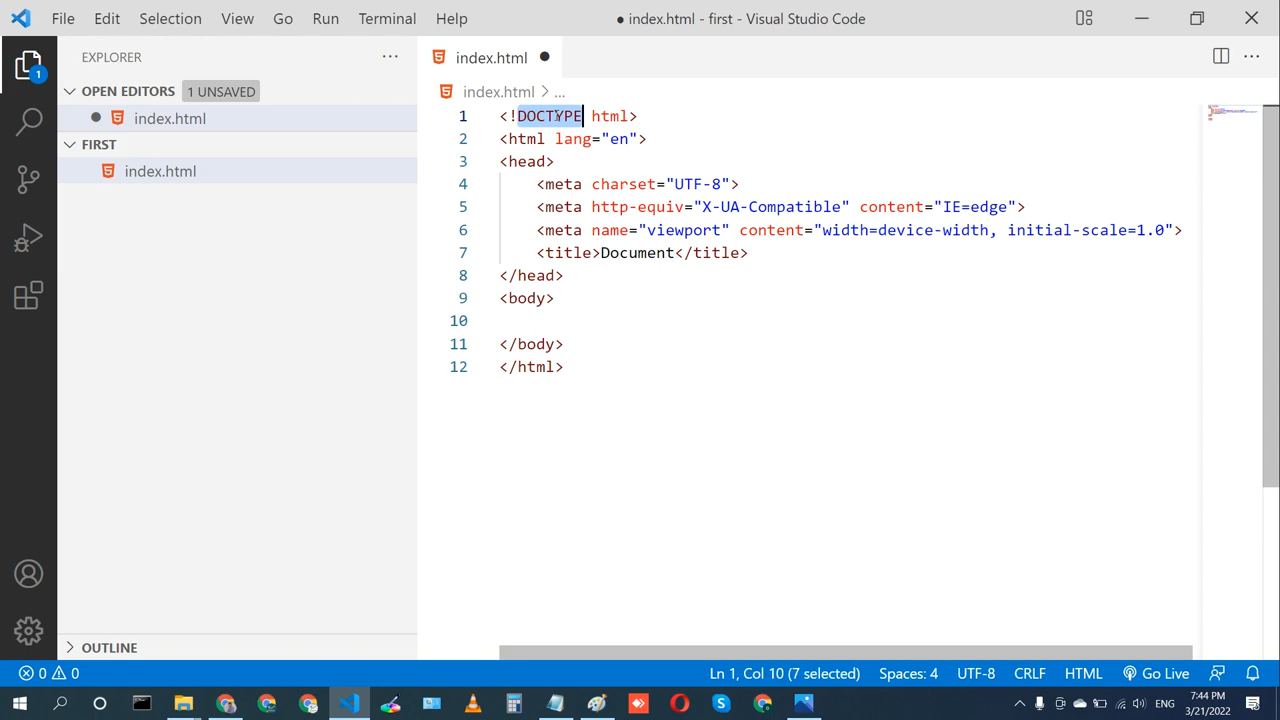 File Edit Selection View Go Run Terminal Help ● index.html - first - Visual Studio Code
EXPLORER ...
OPEN EDITORS 1 UNSAVED
● index.html
FIRST
index.html
OUTLINE
index.html ●
index.html > ...
1 <!DOCTYPE html>
2 <html lang="en">
3 <head>
4 <meta charset="UTF-8">
5 <meta http-equiv="X-UA-Compatible" content="IE=edge">
6 <meta name="viewport" content="width=device-width, initial-scale=1.0">
7 <title>Document</title>
8 </head>
9 <body>
10
11 </body>
12 </html>
1
0 0 Ln 1, Col 10 (7 selected) Spaces: 4 UTF-8 CRLF HTML Go Live
ENG 7:44 PM
3/21/2022